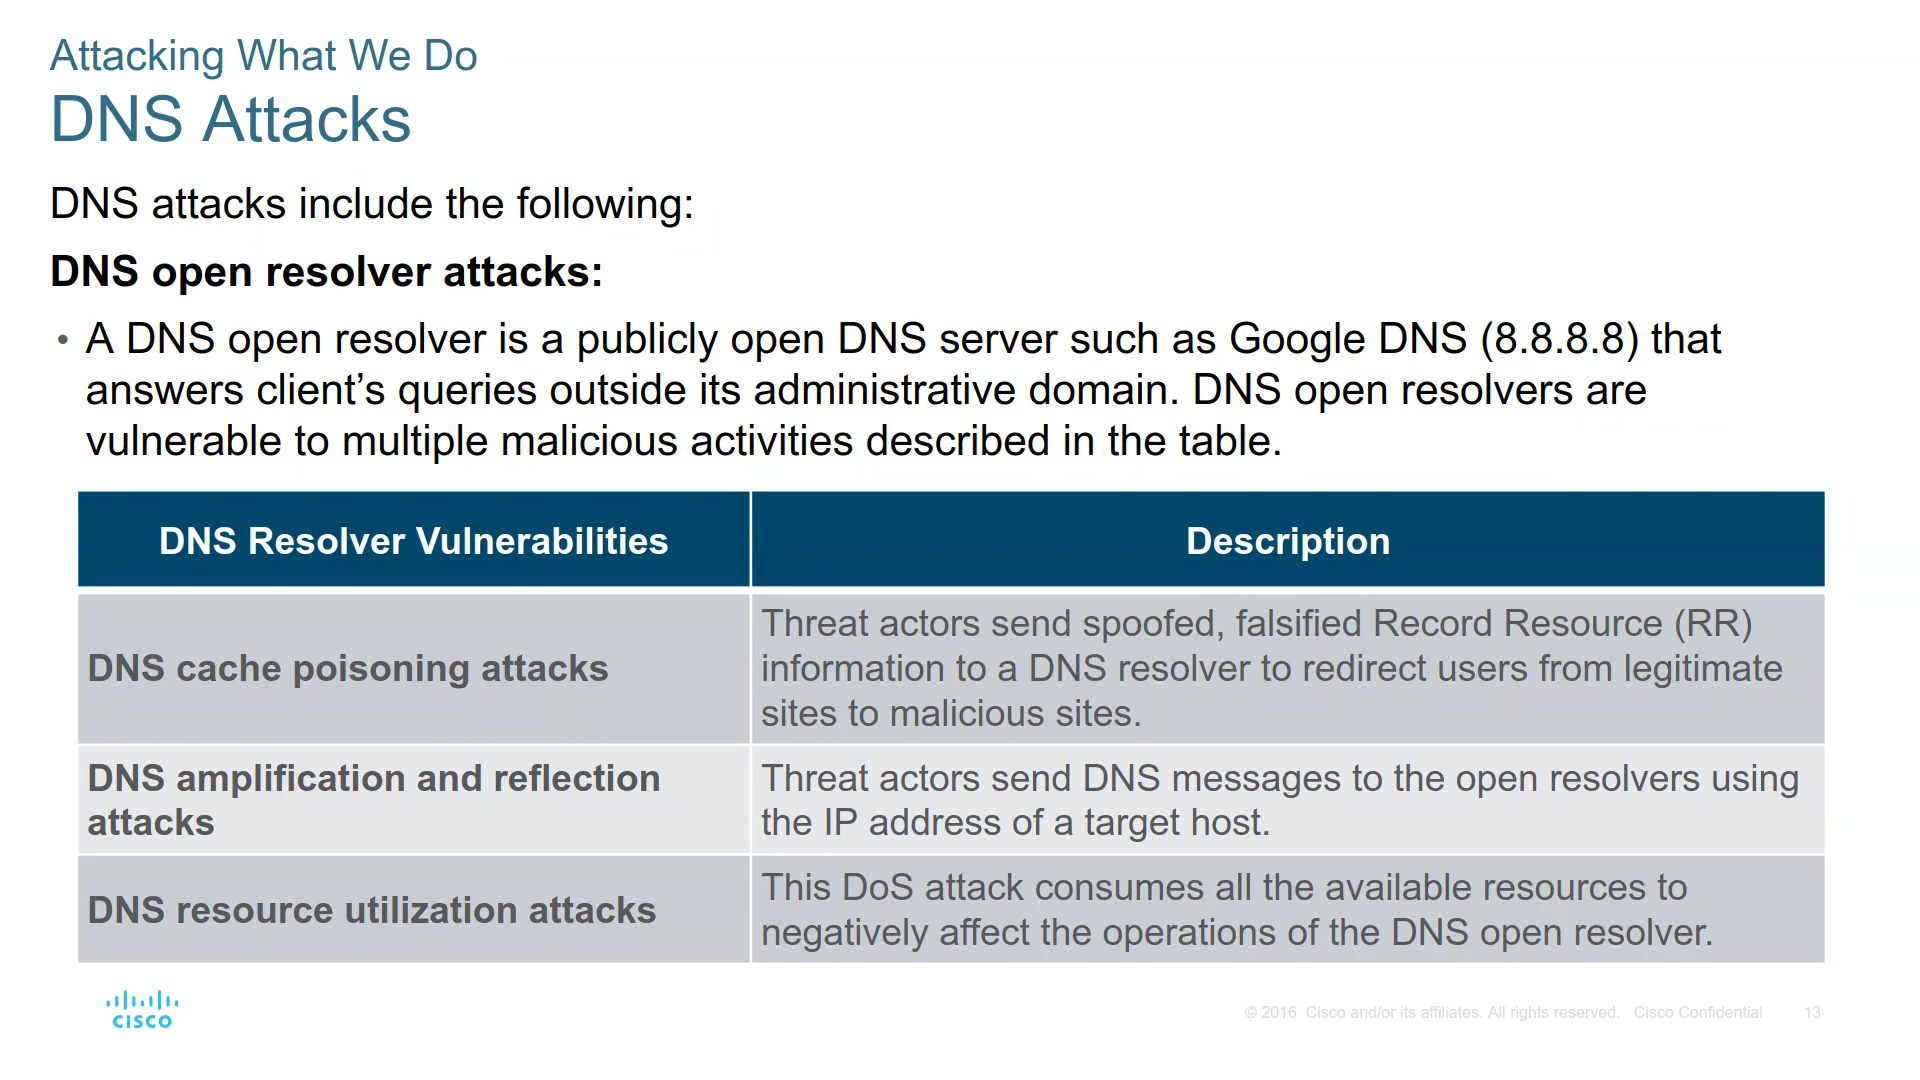 Attacking What We Do
DNS Attacks
DNS attacks include the following:
DNS open resolver attacks:
• A DNS open resolver is a publicly open DNS server such as Google DNS (8.8.8.8) that
answers client’s queries outside its administrative domain. DNS open resolvers are
vulnerable to multiple malicious activities described in the table.
DNS Resolver Vulnerabilities
Description
DNS cache poisoning attacks
Threat actors send spoofed, falsified Record Resource (RR)
information to a DNS resolver to redirect users from legitimate
sites to malicious sites.
DNS amplification and reflection
attacks
Threat actors send DNS messages to the open resolvers using
the IP address of a target host.
DNS resource utilization attacks
This DoS attack consumes all the available resources to
negatively affect the operations of the DNS open resolver.
CISCO
© 2016 Cisco and/or its affiliates. All rights reserved. Cisco Confidential 13